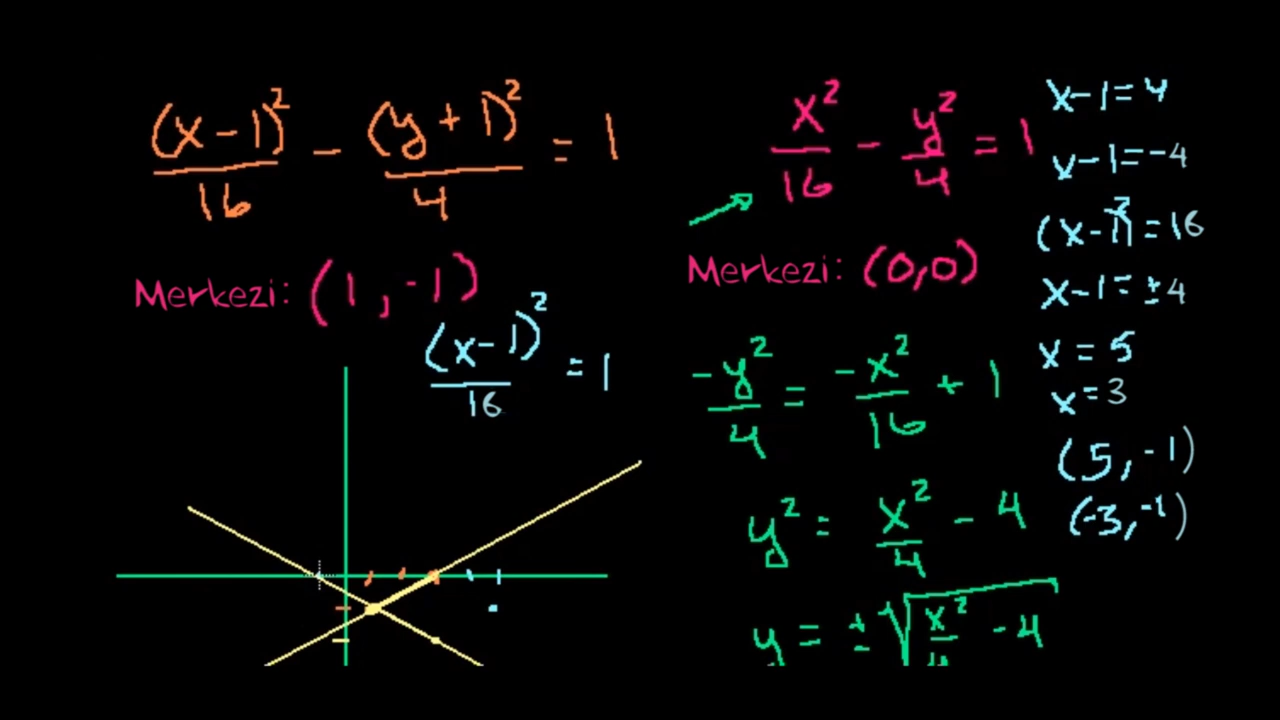 (x-1)²/16 - (y+1)²/4 = 1
Merkezi: (1,-1)
(x-1)²/16 = 1
x²/16 - y²/4 = 1
Merkezi: (0,0)
-y²/4 = -x²/16 + 1
y² = x²/4 - 4
y = ±√(x²/4 - 4)
x-1=4
x-1=-4
(x-1)²=16
x-1=±4
x=5
x=3
(5,-1)
(-3,-1)